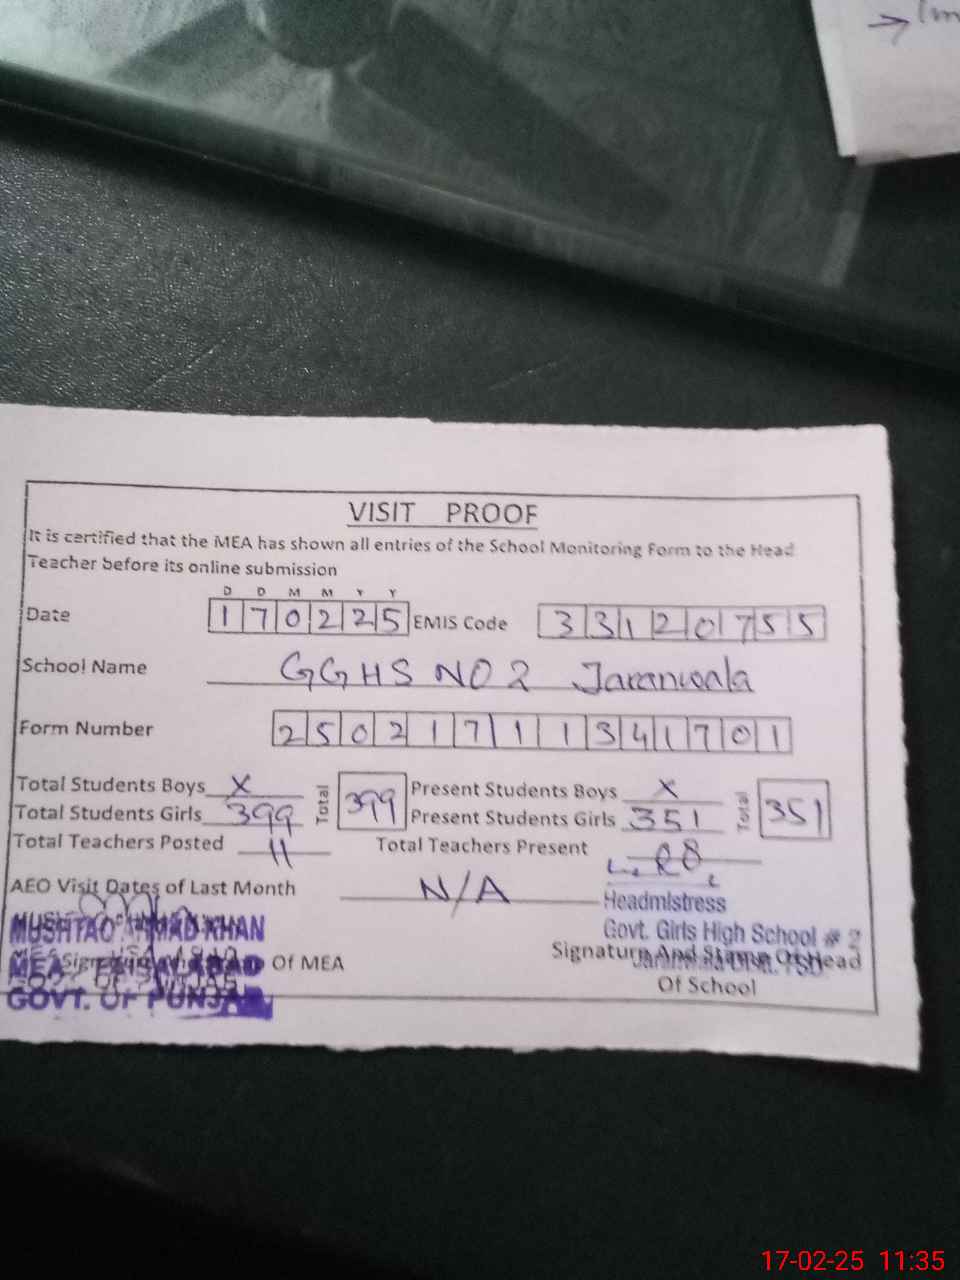 → Im
VISIT PROOF
It is certified that the MEA has shown all entries of the School Monitoring Form to the Head
Teacher before its online submission
D D M M Y Y
Date 1 7 0 2 2 5 EMIS Code 3 3 1 2 0 7 5 5
School Name GGHS NO 2 Jaranwala
Form Number 2 5 0 2 1 7 1 1 3 4 1 7 0 1
Total Students Boys X Total 399 Present Students Boys X Total 351
Total Students Girls 399 Present Students Girls 351
Total Teachers Posted 11 Total Teachers Present 08
AEO Visit Dates of Last Month N/A
Headmistress
MUSHTAQ AHMAD KHAN Govt. Girls High School # 2
Signature And Stamp Of Head
MEA FAISALABAD Of MEA
Of School
GOVT. OF PUNJAB
17-02-25 11:35